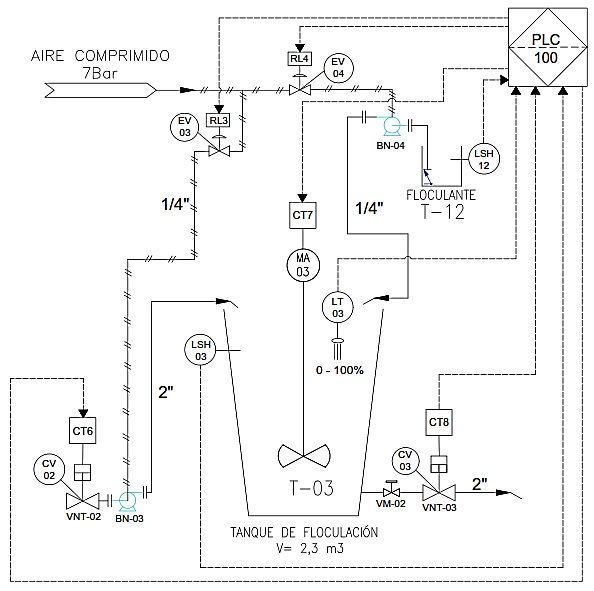 AIRE COMPRIMIDO
7Bar
RL4
EV
04
PLC
100
EV
03
RL3
BN-04
LSH
12
FLOCULANTE
T-12
1/4"
CT7
1/4"
MA
03
LT
03
LSH
03
0 - 100%
2"
CT6
CT8
CV
02
CV
03
T-03
2"
VNT-02
BN-03
VM-02
VNT-03
TANQUE DE FLOCULACIÓN
V= 2,3 m3